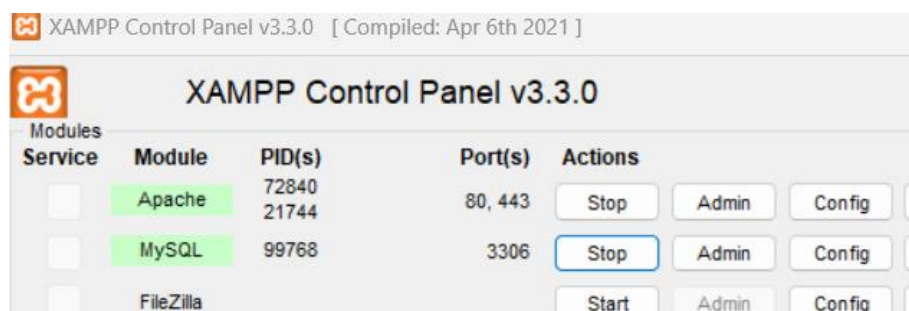 XAMPP Control Panel v3.3.0 [ Compiled: Apr 6th 2021 ]
XAMPP Control Panel v3.3.0
Modules
Service Module PID(s) Port(s) Actions
Apache 72840 21744 80, 443 Stop Admin Config
MySQL 99768 3306 Stop Admin Config
FileZilla Start Admin Config